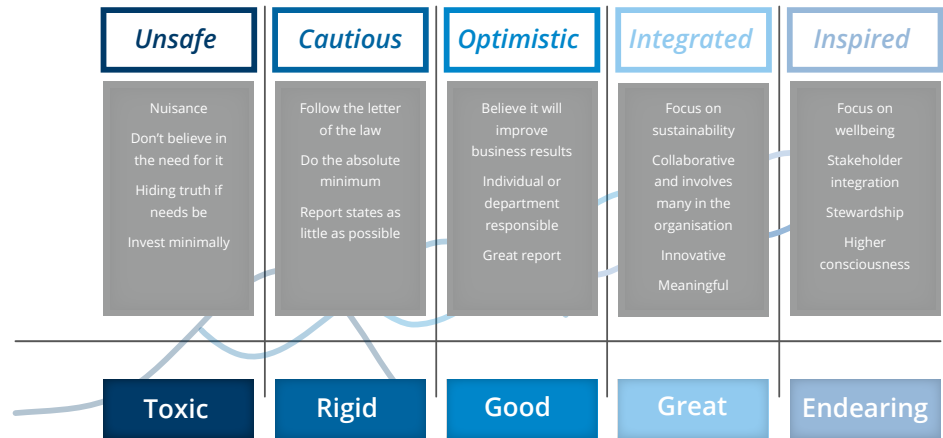 Unsafe
Cautious
Optimistic
Integrated
Inspired
Nuisance
Don’t believe in
the need for it
Hiding truth if
needs be
Invest minimally
Follow the letter
of the law
Do the absolute
minimum
Report states as
little as possible
Believe it will
improve
business results
Individual or
department
responsible
Great report
Focus on
sustainability
Collaborative
and involves
many in the
organisation
Innovative
Meaningful
Focus on
wellbeing
Stakeholder
integration
Stewardship
Higher
consciousness
Toxic
Rigid
Good
Great
Endearing